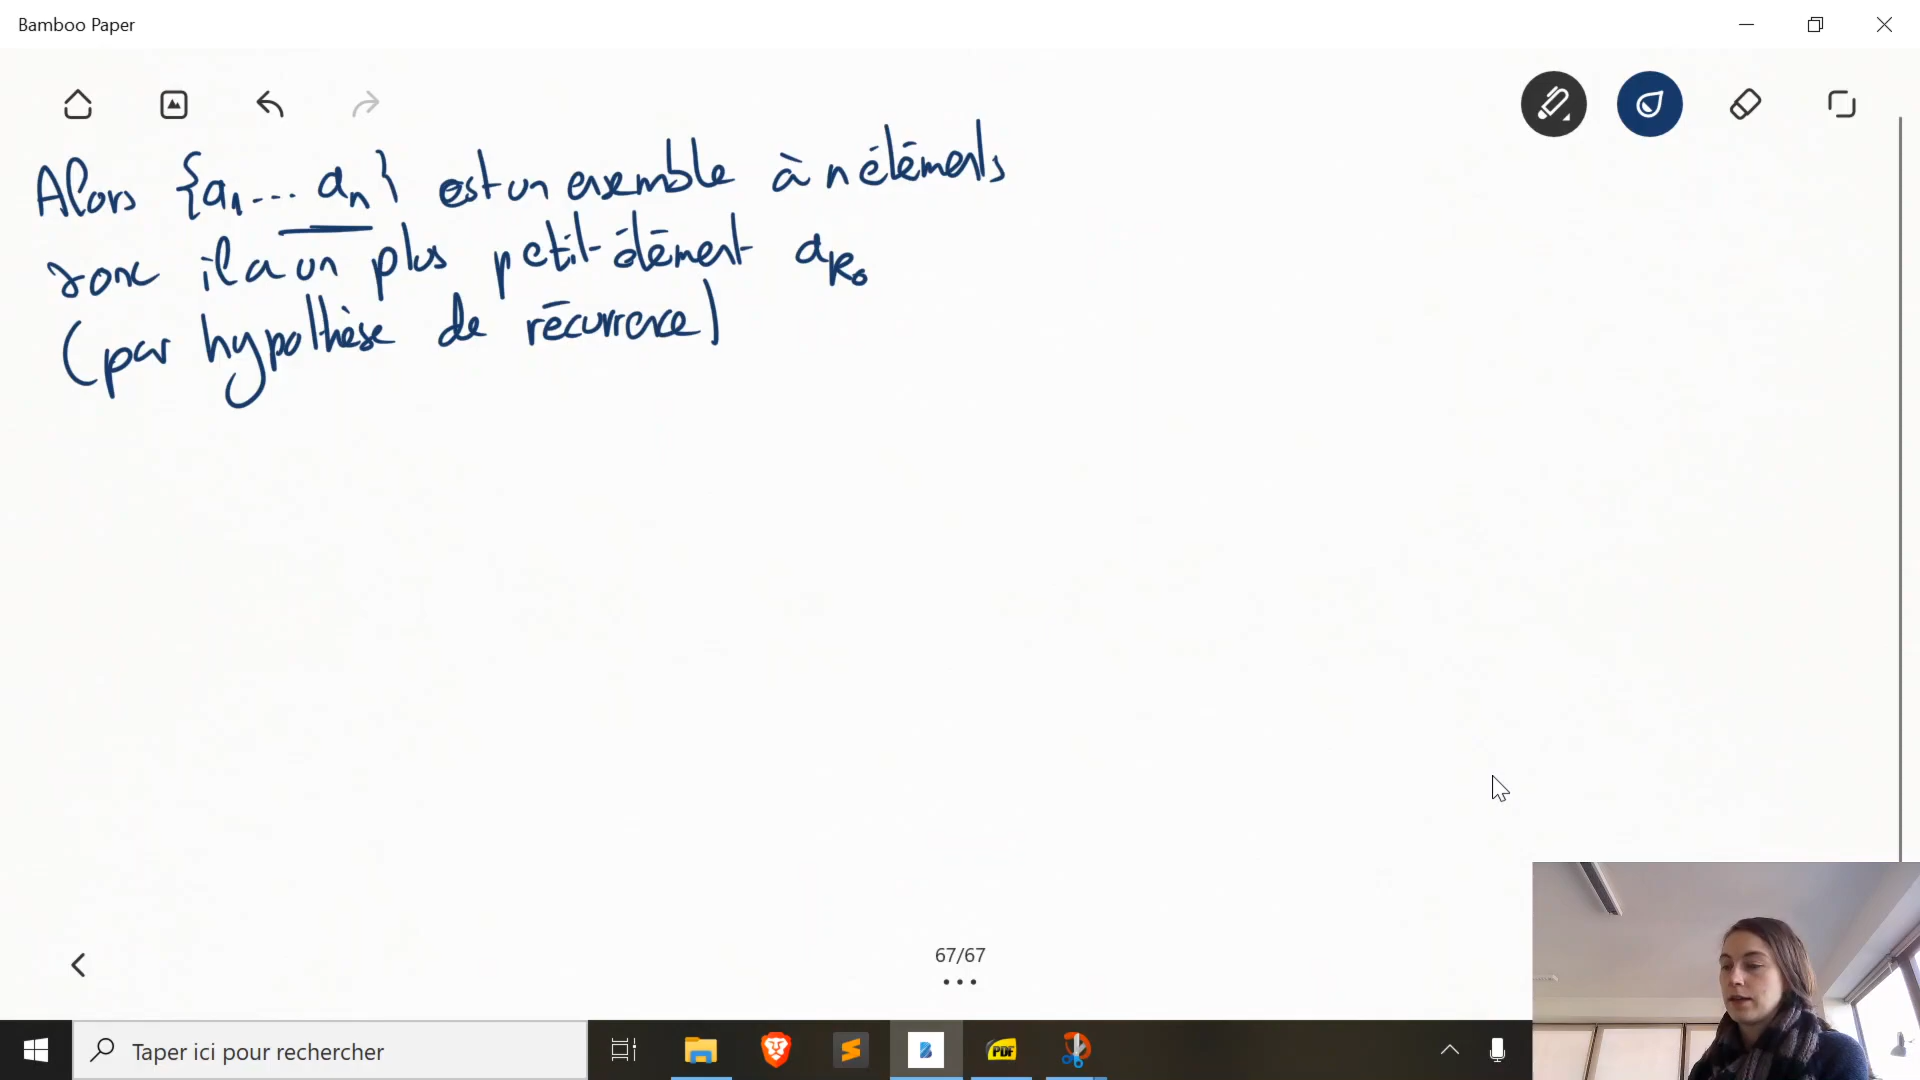 Bamboo Paper
Alors {a₁... aₙ} est un ensemble à n éléments
donc il a un plus petit élément a_k₀
(par hypothèse de récurrence)
67/67
Taper ici pour rechercher
PDF